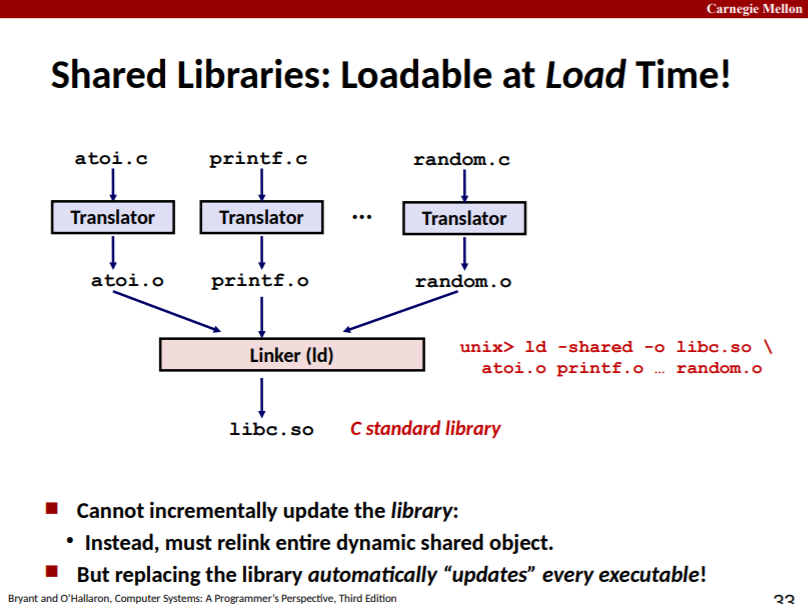 Carnegie Mellon
Shared Libraries: Loadable at Load Time!
atoi.c printf.c random.c
Translator Translator ... Translator
atoi.o printf.o random.o
Linker (ld)
unix> ld -shared -o libc.so \
atoi.o printf.o … random.o
libc.so C standard library
Cannot incrementally update the library:
• Instead, must relink entire dynamic shared object.
But replacing the library automatically “updates” every executable!
Bryant and O’Hallaron, Computer Systems: A Programmer’s Perspective, Third Edition
33